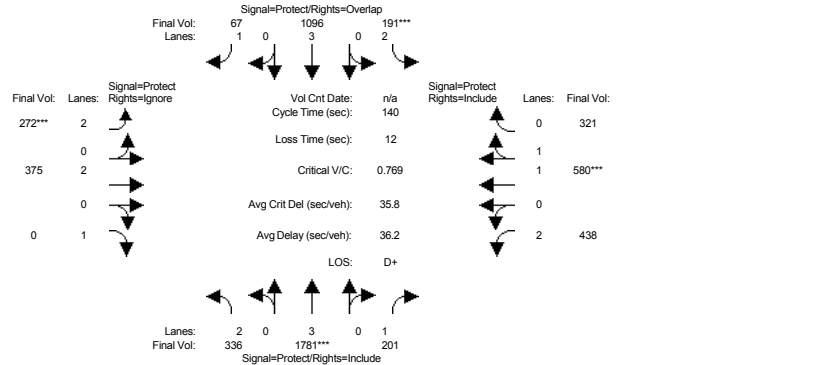 Signal=Protect/Rights=Overlap
Final Vol: 67 1096 191***
Lanes: 1 0 3 0 2
Signal=Protect
Final Vol: Lanes: Rights=Ignore
Vol Cnt Date: n/a
Signal=Protect
Rights=Include Lanes: Final Vol:
Cycle Time (sec): 140
272*** 2
0 321
Loss Time (sec): 12
0
1
375 2
Critical V/C: 0.769
1 580***
0
Avg Crit Del (sec/veh): 35.8
0
0 1
Avg Delay (sec/veh): 36.2
2 438
LOS: D+
Lanes: 2 0 3 0 1
Final Vol: 336 1781*** 201
Signal=Protect/Rights=Include